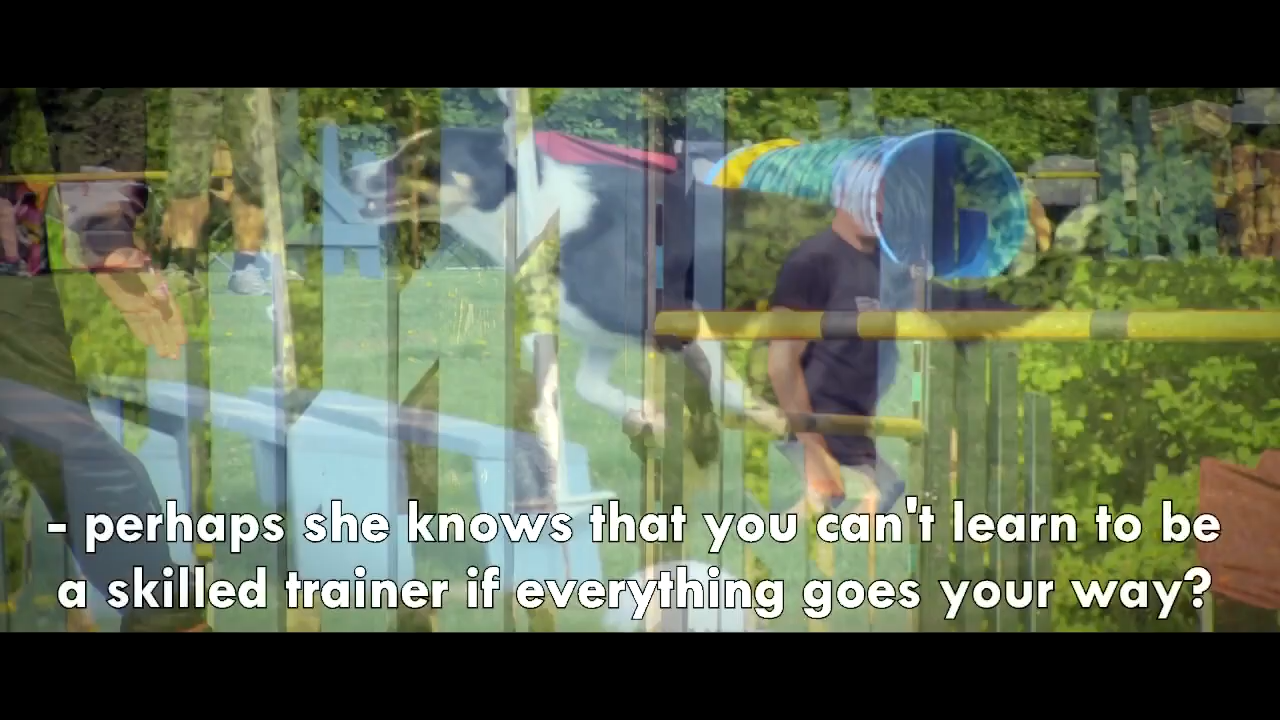 - perhaps she knows that you can't learn to be
a skilled trainer if everything goes your way?